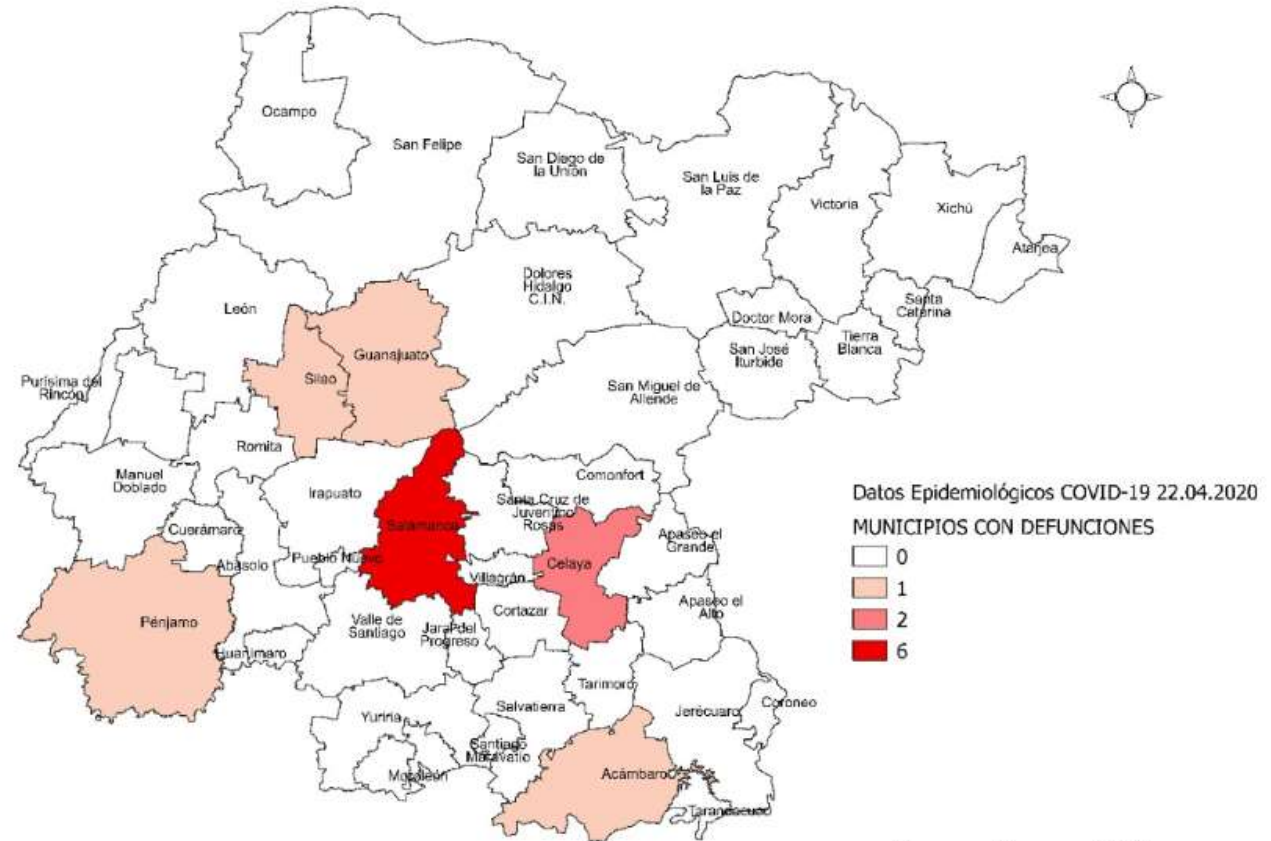 Ocampo
San Felipe
San Diego de
la Unión
San Luis de
la Paz
Victoria
Xichú
Atarjea
Dolores
Hidalgo
C.I.N.
León
Santa
Catarina
Doctor Mora
Tierra
Blanca
San José
Iturbide
Guanajuato
Silao
Purísima del
Rincón
San Miguel de
Allende
Romita
Manuel
Doblado
Irapuato
Comonfort
Santa Cruz de
Juventino
Rosas
Salamanca
Cuerámaro
Apaseo el
Grande
Abasolo
Pueblo Nuevo
Villagrán
Celaya
Cortazar
Apaseo el
Alto
Pénjamo
Valle de
Santiago
Jaral del
Progreso
Huanímaro
Tarimoro
Salvatierra
Jerécuaro
Coroneo
Yuriria
Santiago
Maravatío
Moroleón
Acámbaro
Tarandacuao
Datos Epidemiológicos COVID-19 22.04.2020
MUNICIPIOS CON DEFUNCIONES
0
1
2
6